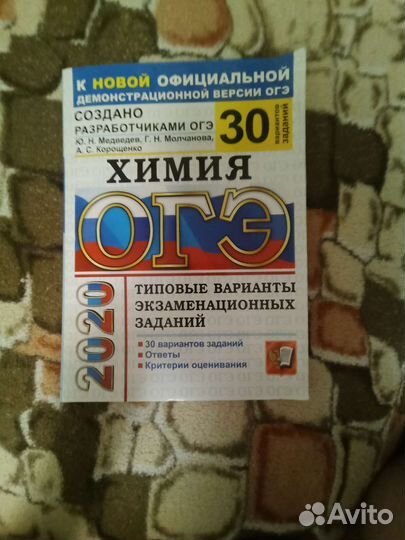 К НОВОЙ ОФИЦИАЛЬНОЙ
ДЕМОНСТРАЦИОННОЙ ВЕРСИИ ОГЭ
СОЗДАНО
РАЗРАБОТЧИКАМИ ОГЭ
Ю. Н. Медведев, Г. Н. Молчанова,
А. С. Корощенко
30
вариантов
заданий
ХИМИЯ
ОГЭ
2020
ТИПОВЫЕ ВАРИАНТЫ
ЭКЗАМЕНАЦИОННЫХ
ЗАДАНИЙ
30 вариантов заданий
Ответы
Критерии оценивания
Avito